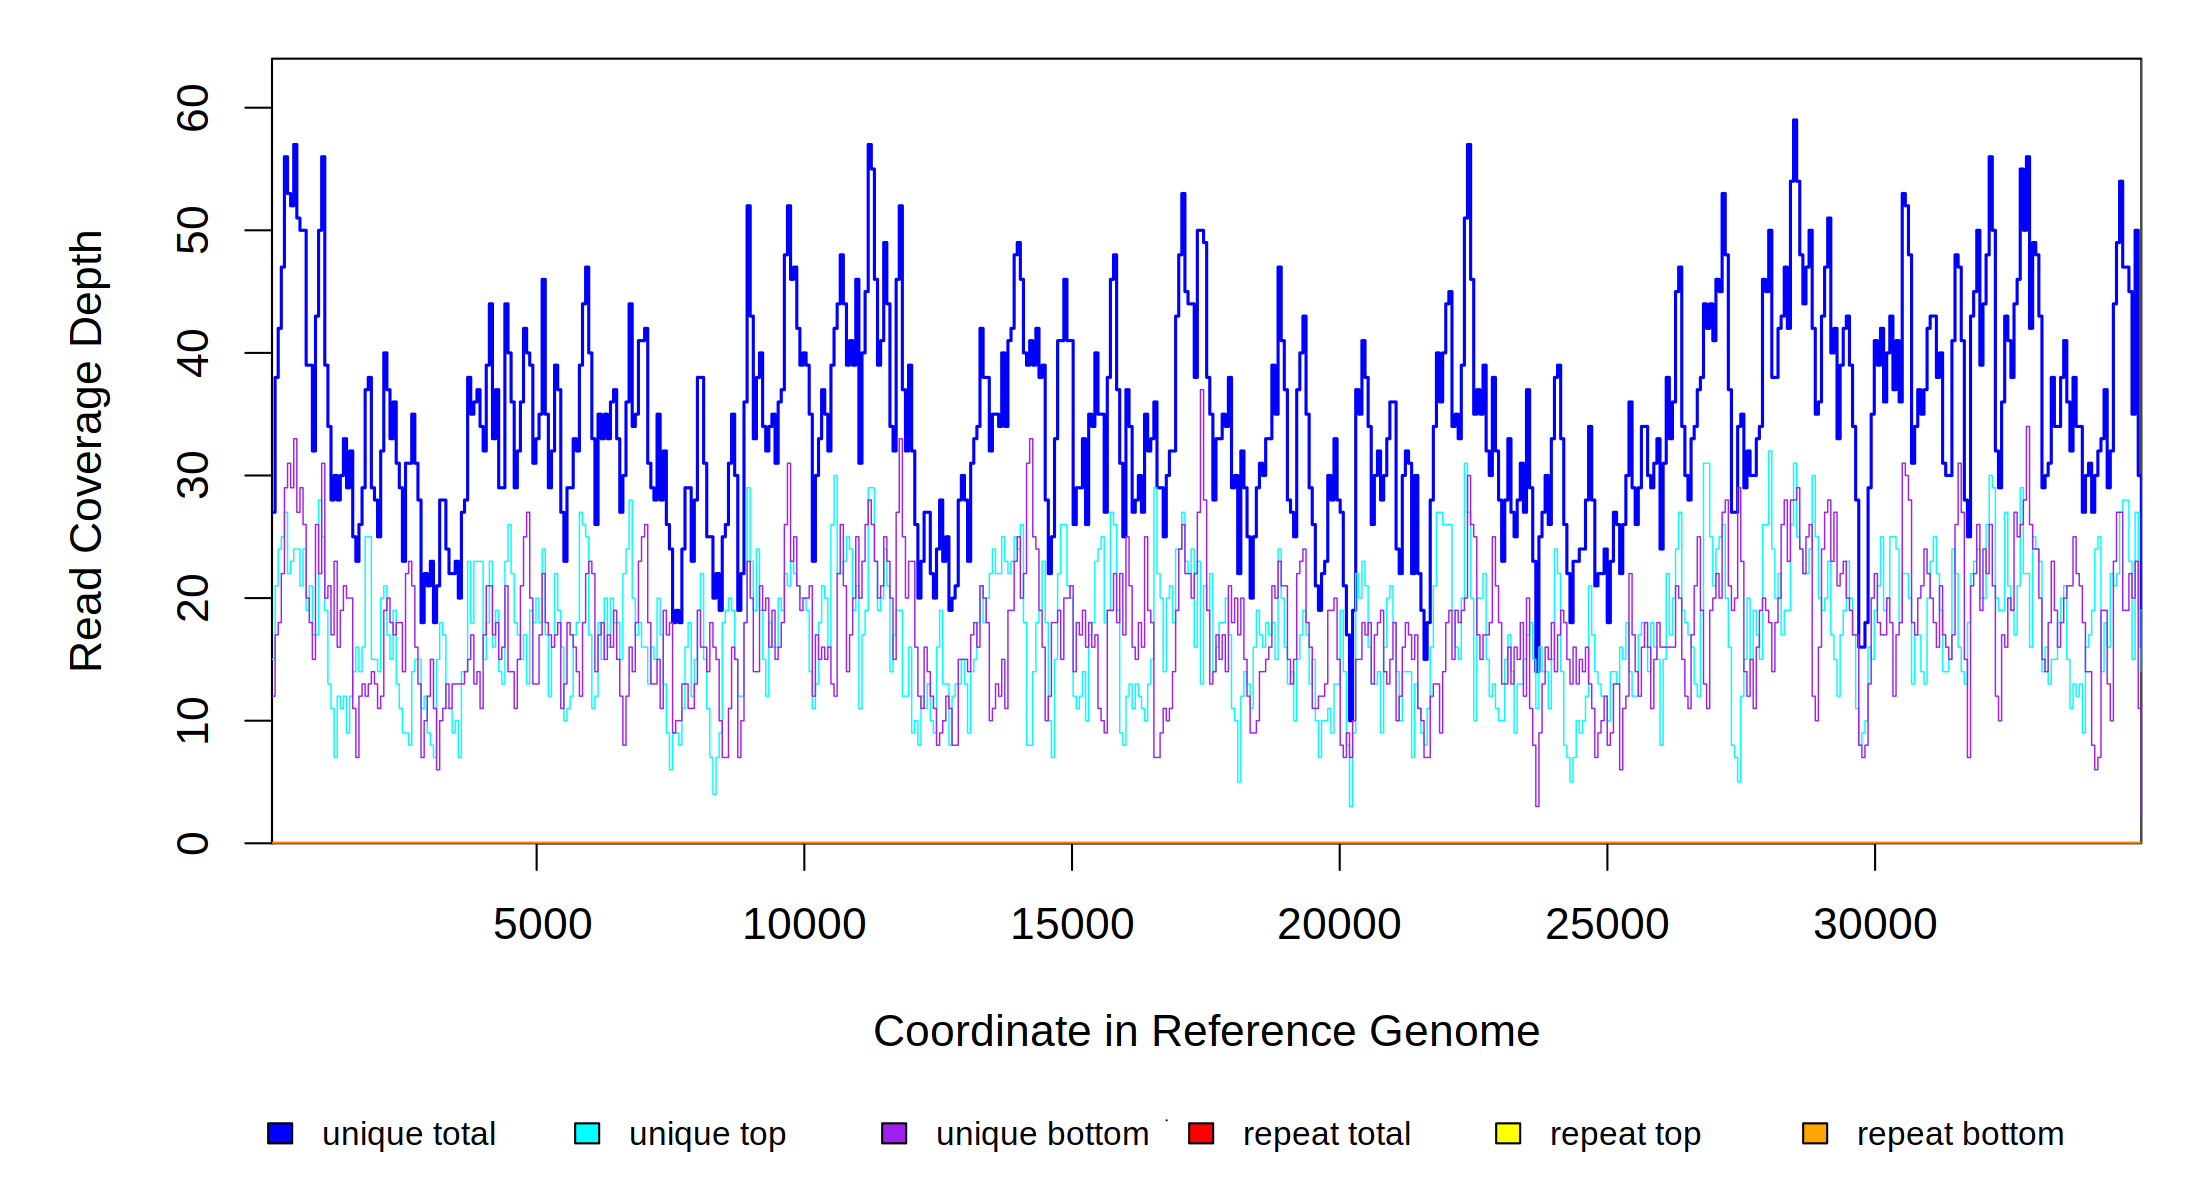 60
50
40
30
20
10
0
Read Coverage Depth
5000 10000 15000 20000 25000 30000
Coordinate in Reference Genome
unique total unique top unique bottom repeat total repeat top repeat bottom